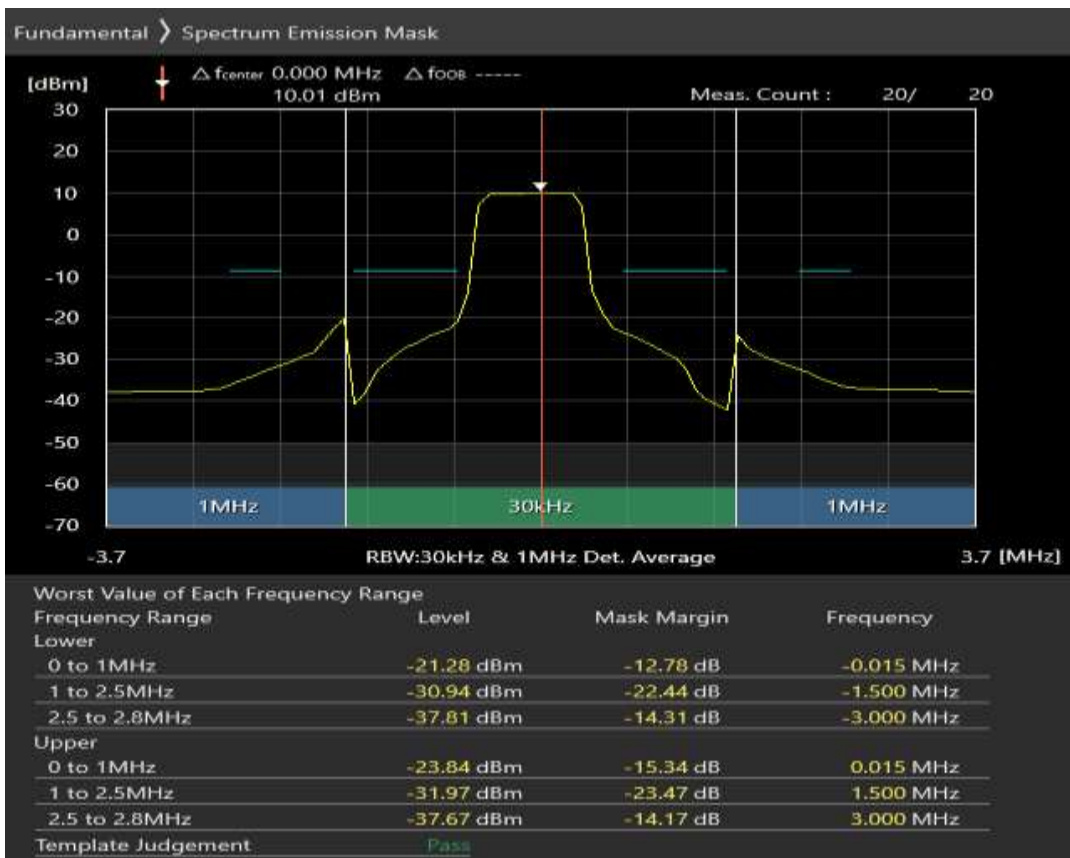 Fundamental 〉 Spectrum Emission Mask
[dBm]
△ fcenter 0.000 MHz △ fOOB -----
10.01 dBm
Meas. Count : 20/ 20
30
20
10
0
-10
-20
-30
-40
-50
-60
-70
1MHz 30kHz 1MHz
-3.7 RBW:30kHz & 1MHz Det. Average 3.7 [MHz]
Worst Value of Each Frequency Range
Frequency Range Level Mask Margin Frequency
Lower
0 to 1MHz -21.28 dBm -12.78 dB -0.015 MHz
1 to 2.5MHz -30.94 dBm -22.44 dB -1.500 MHz
2.5 to 2.8MHz -37.81 dBm -14.31 dB -3.000 MHz
Upper
0 to 1MHz -23.84 dBm -15.34 dB 0.015 MHz
1 to 2.5MHz -31.97 dBm -23.47 dB 1.500 MHz
2.5 to 2.8MHz -37.67 dBm -14.17 dB 3.000 MHz
Template Judgement Pass